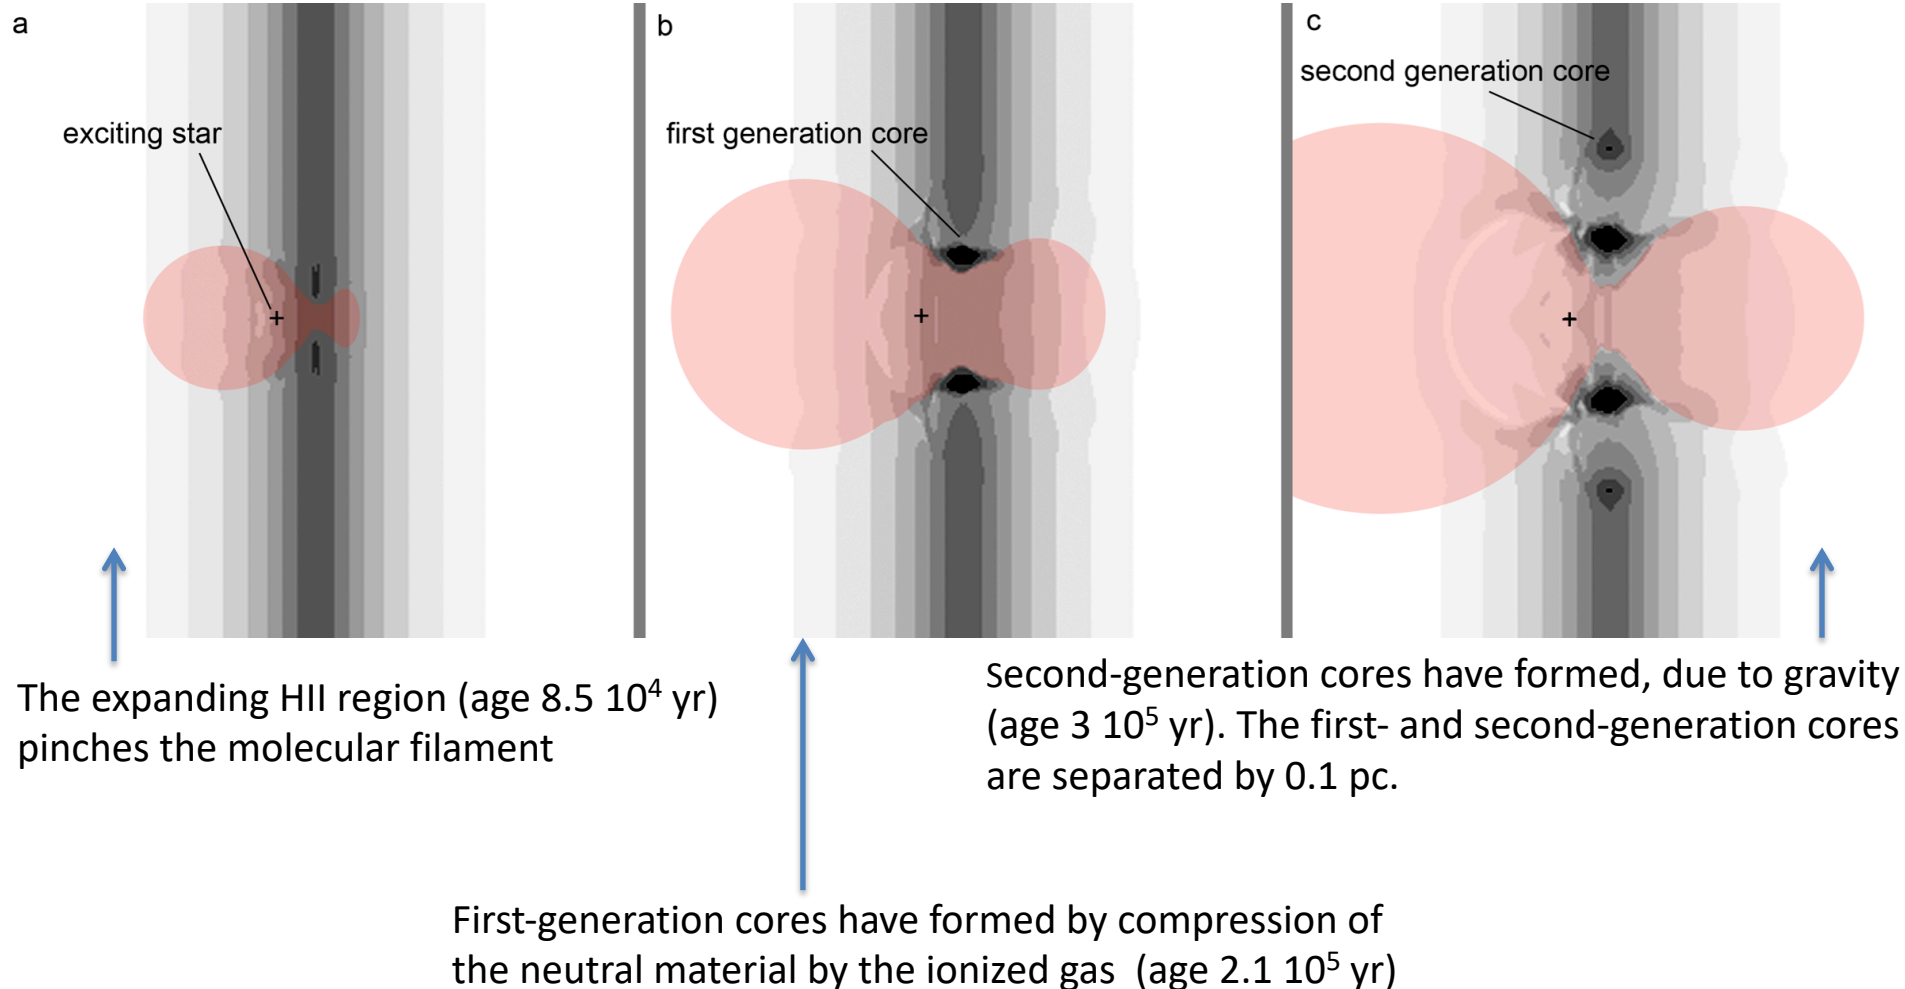 a
exciting star
b
first generation core
c
second generation core
The expanding HII region (age 8.5 10⁴ yr)
pinches the molecular filament
Second-generation cores have formed, due to gravity
(age 3 10⁵ yr). The first- and second-generation cores
are separated by 0.1 pc.
First-generation cores have formed by compression of
the neutral material by the ionized gas (age 2.1 10⁵ yr)